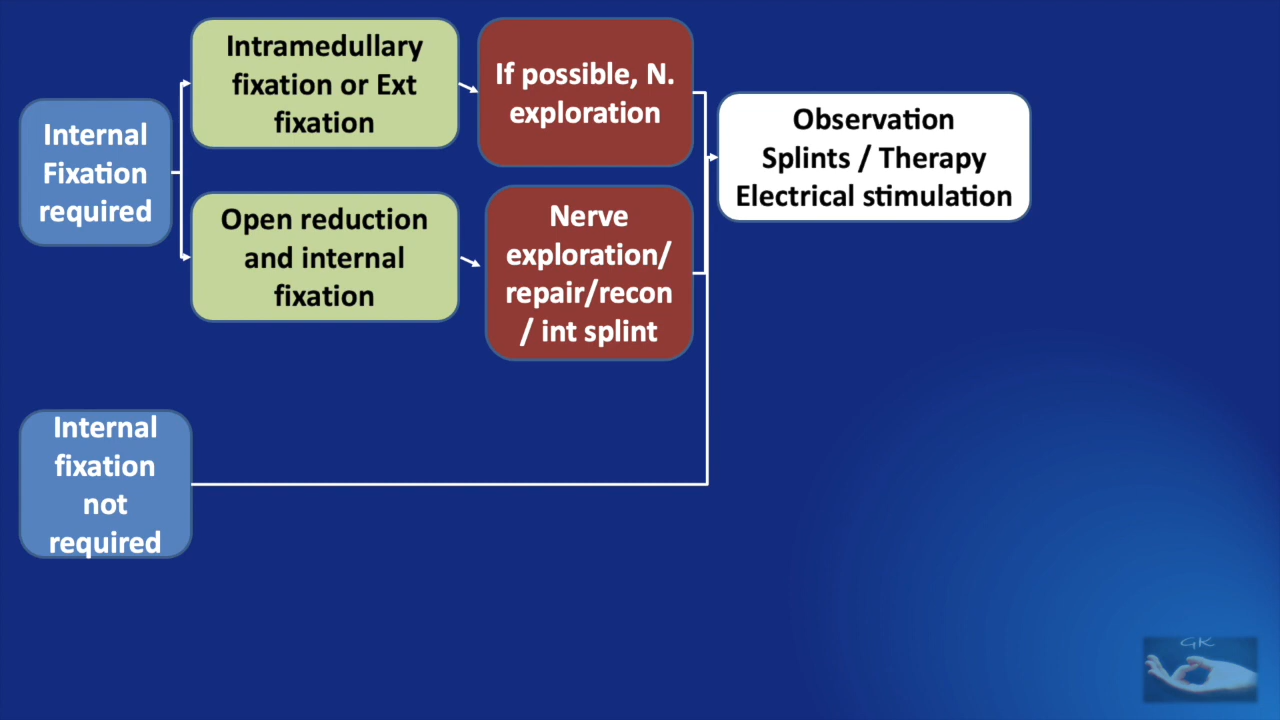 Internal
Fixation
required
Intramedullary
fixation or Ext
fixation
If possible, N.
exploration
Open reduction
and internal
fixation
Nerve
exploration/
repair/recon
/ int splint
Observation
Splints / Therapy
Electrical stimulation
Internal
fixation
not
required
GK